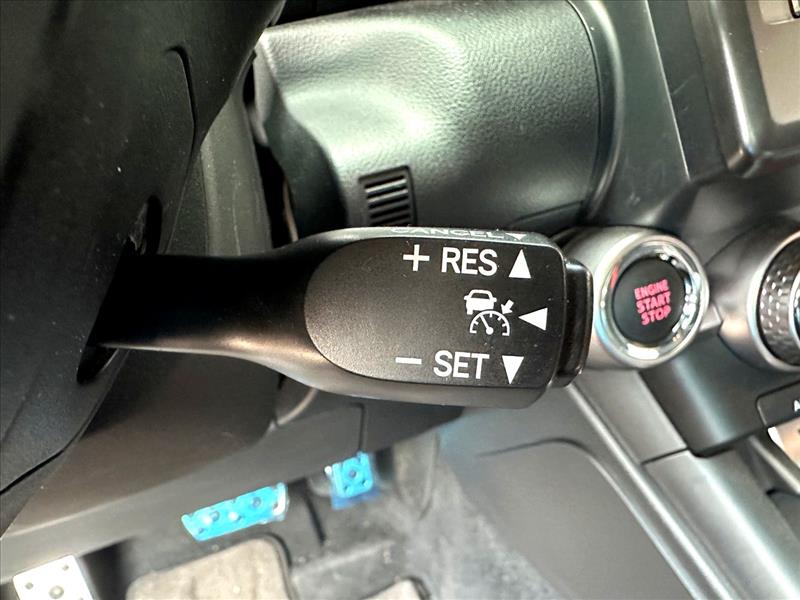 CANCEL
+ RES
- SET
ENGINE
START
STOP